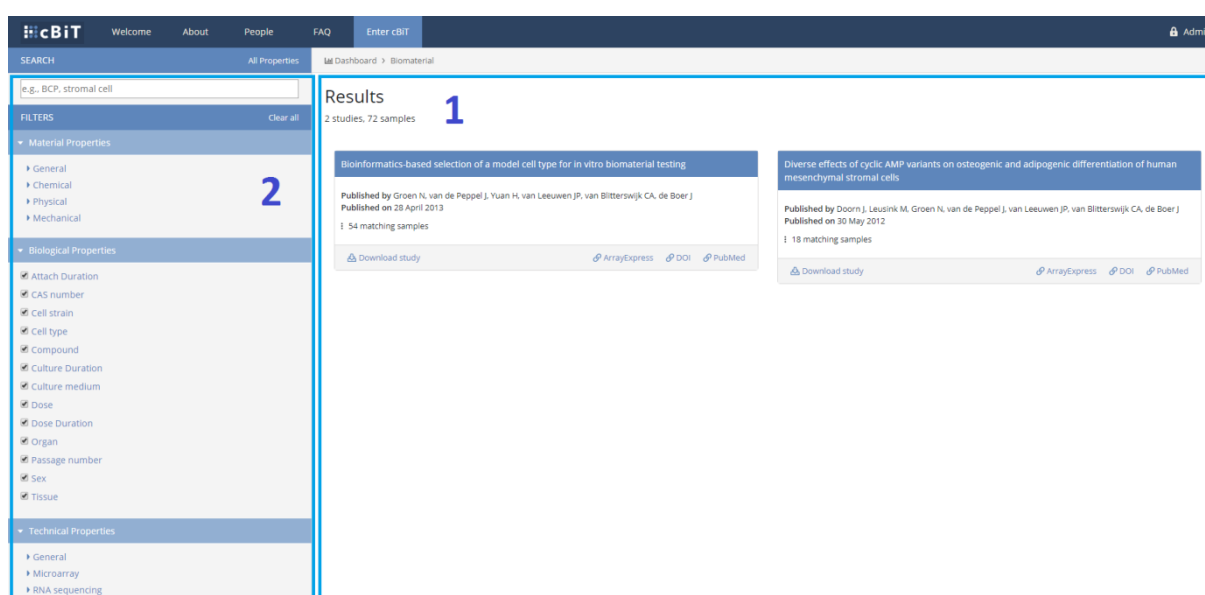 cBiT Welcome About People FAQ Enter cBIT Admi
SEARCH All Properties Dashboard > Biomaterial
e.g., BCP, stromal cell
FILTERS Clear all
Material Properties
General
Chemical
Physical
Mechanical
2
Biological Properties
Attach Duration
CAS number
Cell strain
Cell type
Compound
Culture Duration
Culture medium
Dose
Dose Duration
Organ
Passage number
Sex
Tissue
Technical Properties
General
Microarray
RNA sequencing
Results
2 studies, 72 samples
1
Bioinformatics-based selection of a model cell type for in vitro biomaterial testing
Published by Groen N, van de Peppel J, Yuan H, van Leeuwen JP, van Blitterswijk CA, de Boer J
Published on 28 April 2013
54 matching samples
Download study ArrayExpress DOI PubMed
Diverse effects of cyclic AMP variants on osteogenic and adipogenic differentiation of human
mesenchymal stromal cells
Published by Doorn J, Leusink M, Groen N, van de Peppel J, van Leeuwen JP, van Blitterswijk CA, de Boer J
Published on 30 May 2012
18 matching samples
Download study ArrayExpress DOI PubMed